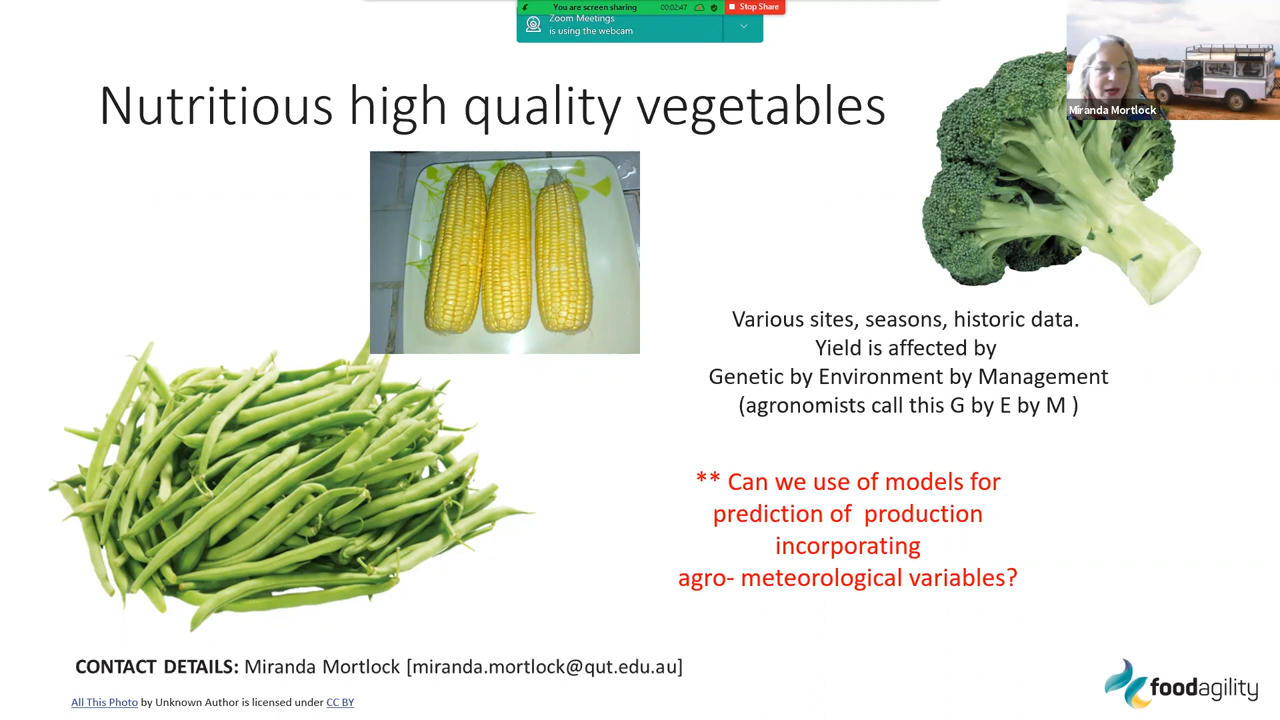 You are screen sharing 00:02:47 Stop Share
Zoom Meetings
is using the webcam
Miranda Mortlock
Nutritious high quality vegetables
Various sites, seasons, historic data.
Yield is affected by
Genetic by Environment by Management
(agronomists call this G by E by M )
** Can we use of models for
prediction of production
incorporating
agro- meteorological variables?
CONTACT DETAILS: Miranda Mortlock [miranda.mortlock@qut.edu.au]
All This Photo by Unknown Author is licensed under CC BY
foodagility